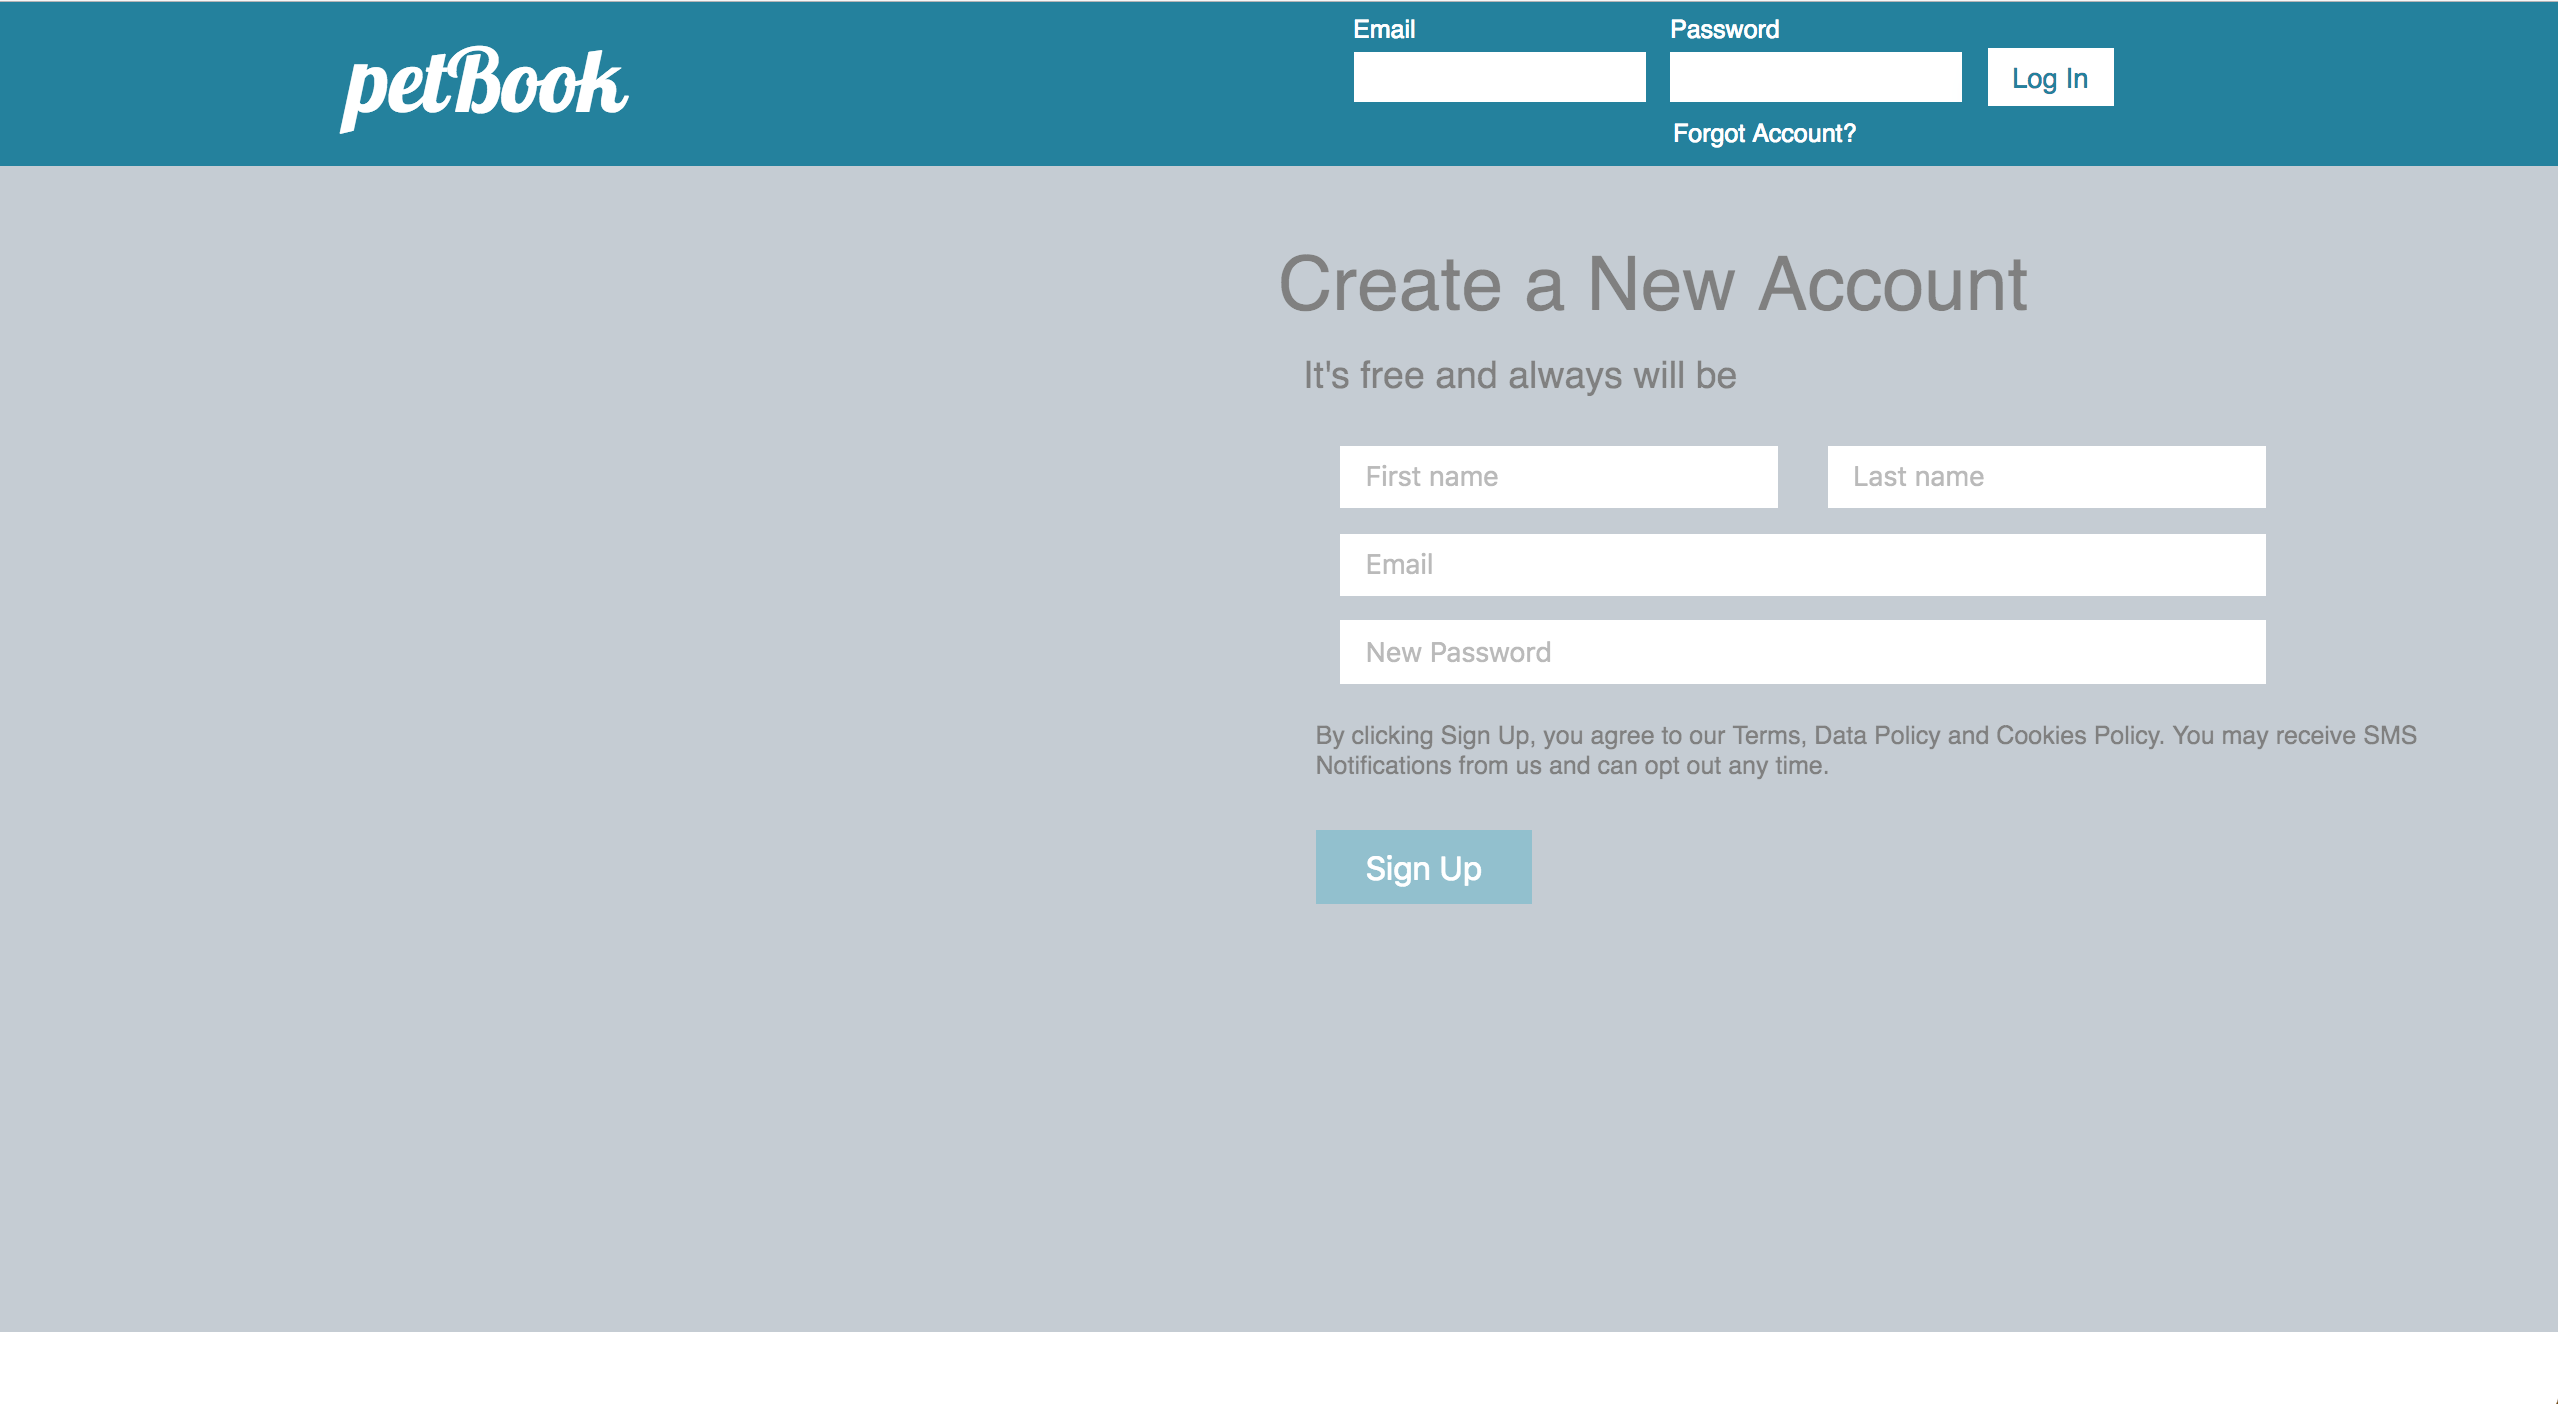 petBook
Email
Password
Log In
Forgot Account?
Create a New Account
It's free and always will be
First name
Last name
Email
New Password
By clicking Sign Up, you agree to our Terms, Data Policy and Cookies Policy. You may receive SMS
Notifications from us and can opt out any time.
Sign Up